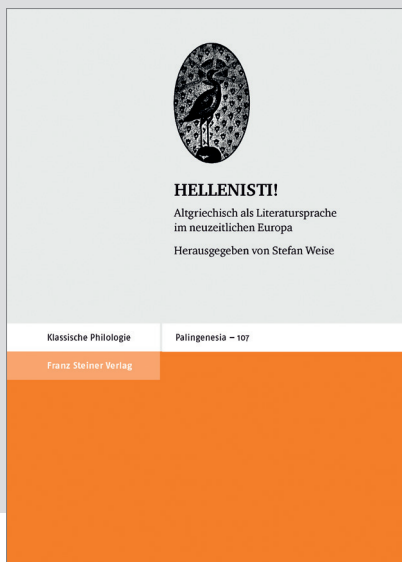 HELLENISTI!
Altgriechisch als Literatursprache
im neuzeitlichen Europa
Herausgegeben von Stefan Weise
Klassische Philologie
Palingenesia – 107
Franz Steiner Verlag